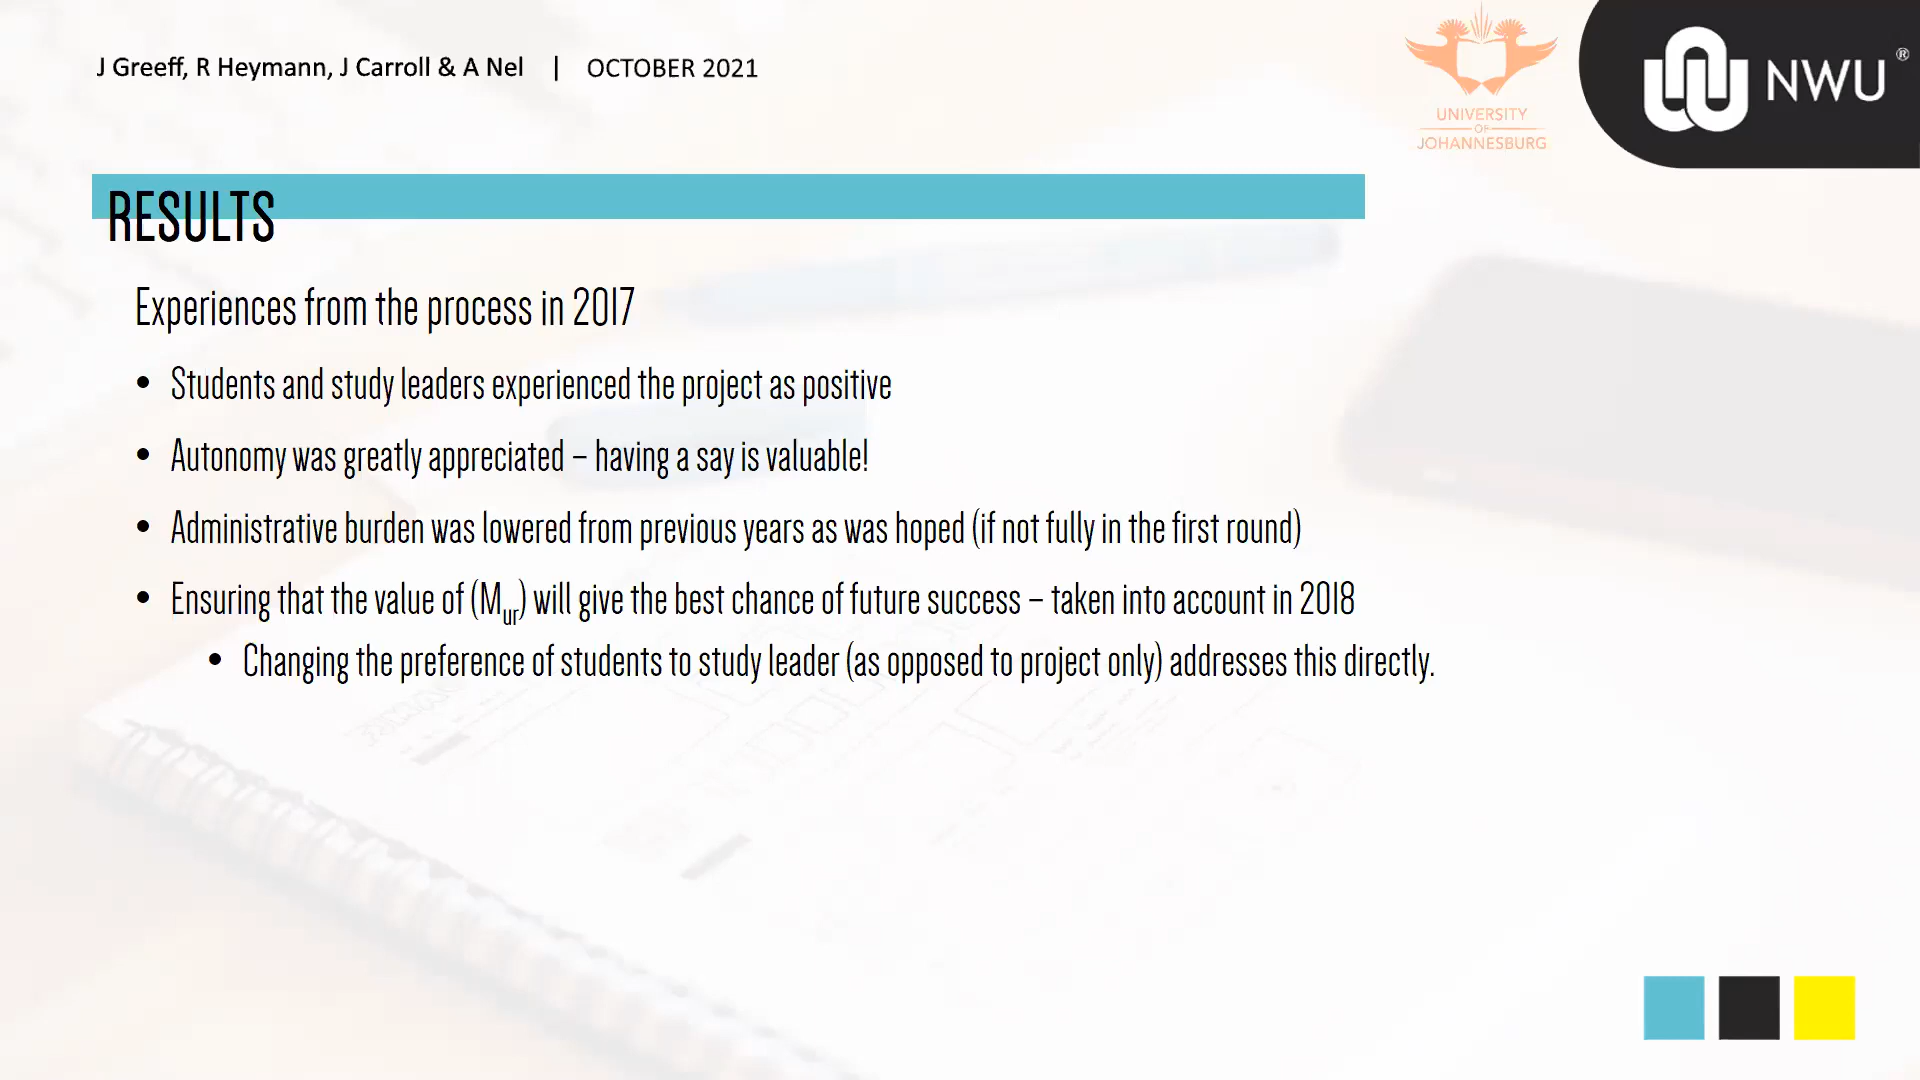 J Greeff, R Heymann, J Carroll & A Nel | OCTOBER 2021
UNIVERSITY
OF
JOHANNESBURG
NWU®
RESULTS
Experiences from the process in 2017
• Students and study leaders experienced the project as positive
• Autonomy was greatly appreciated – having a say is valuable!
• Administrative burden was lowered from previous years as was hoped (if not fully in the first round)
• Ensuring that the value of (Mur) will give the best chance of future success – taken into account in 2018
• Changing the preference of students to study leader (as opposed to project only) addresses this directly.